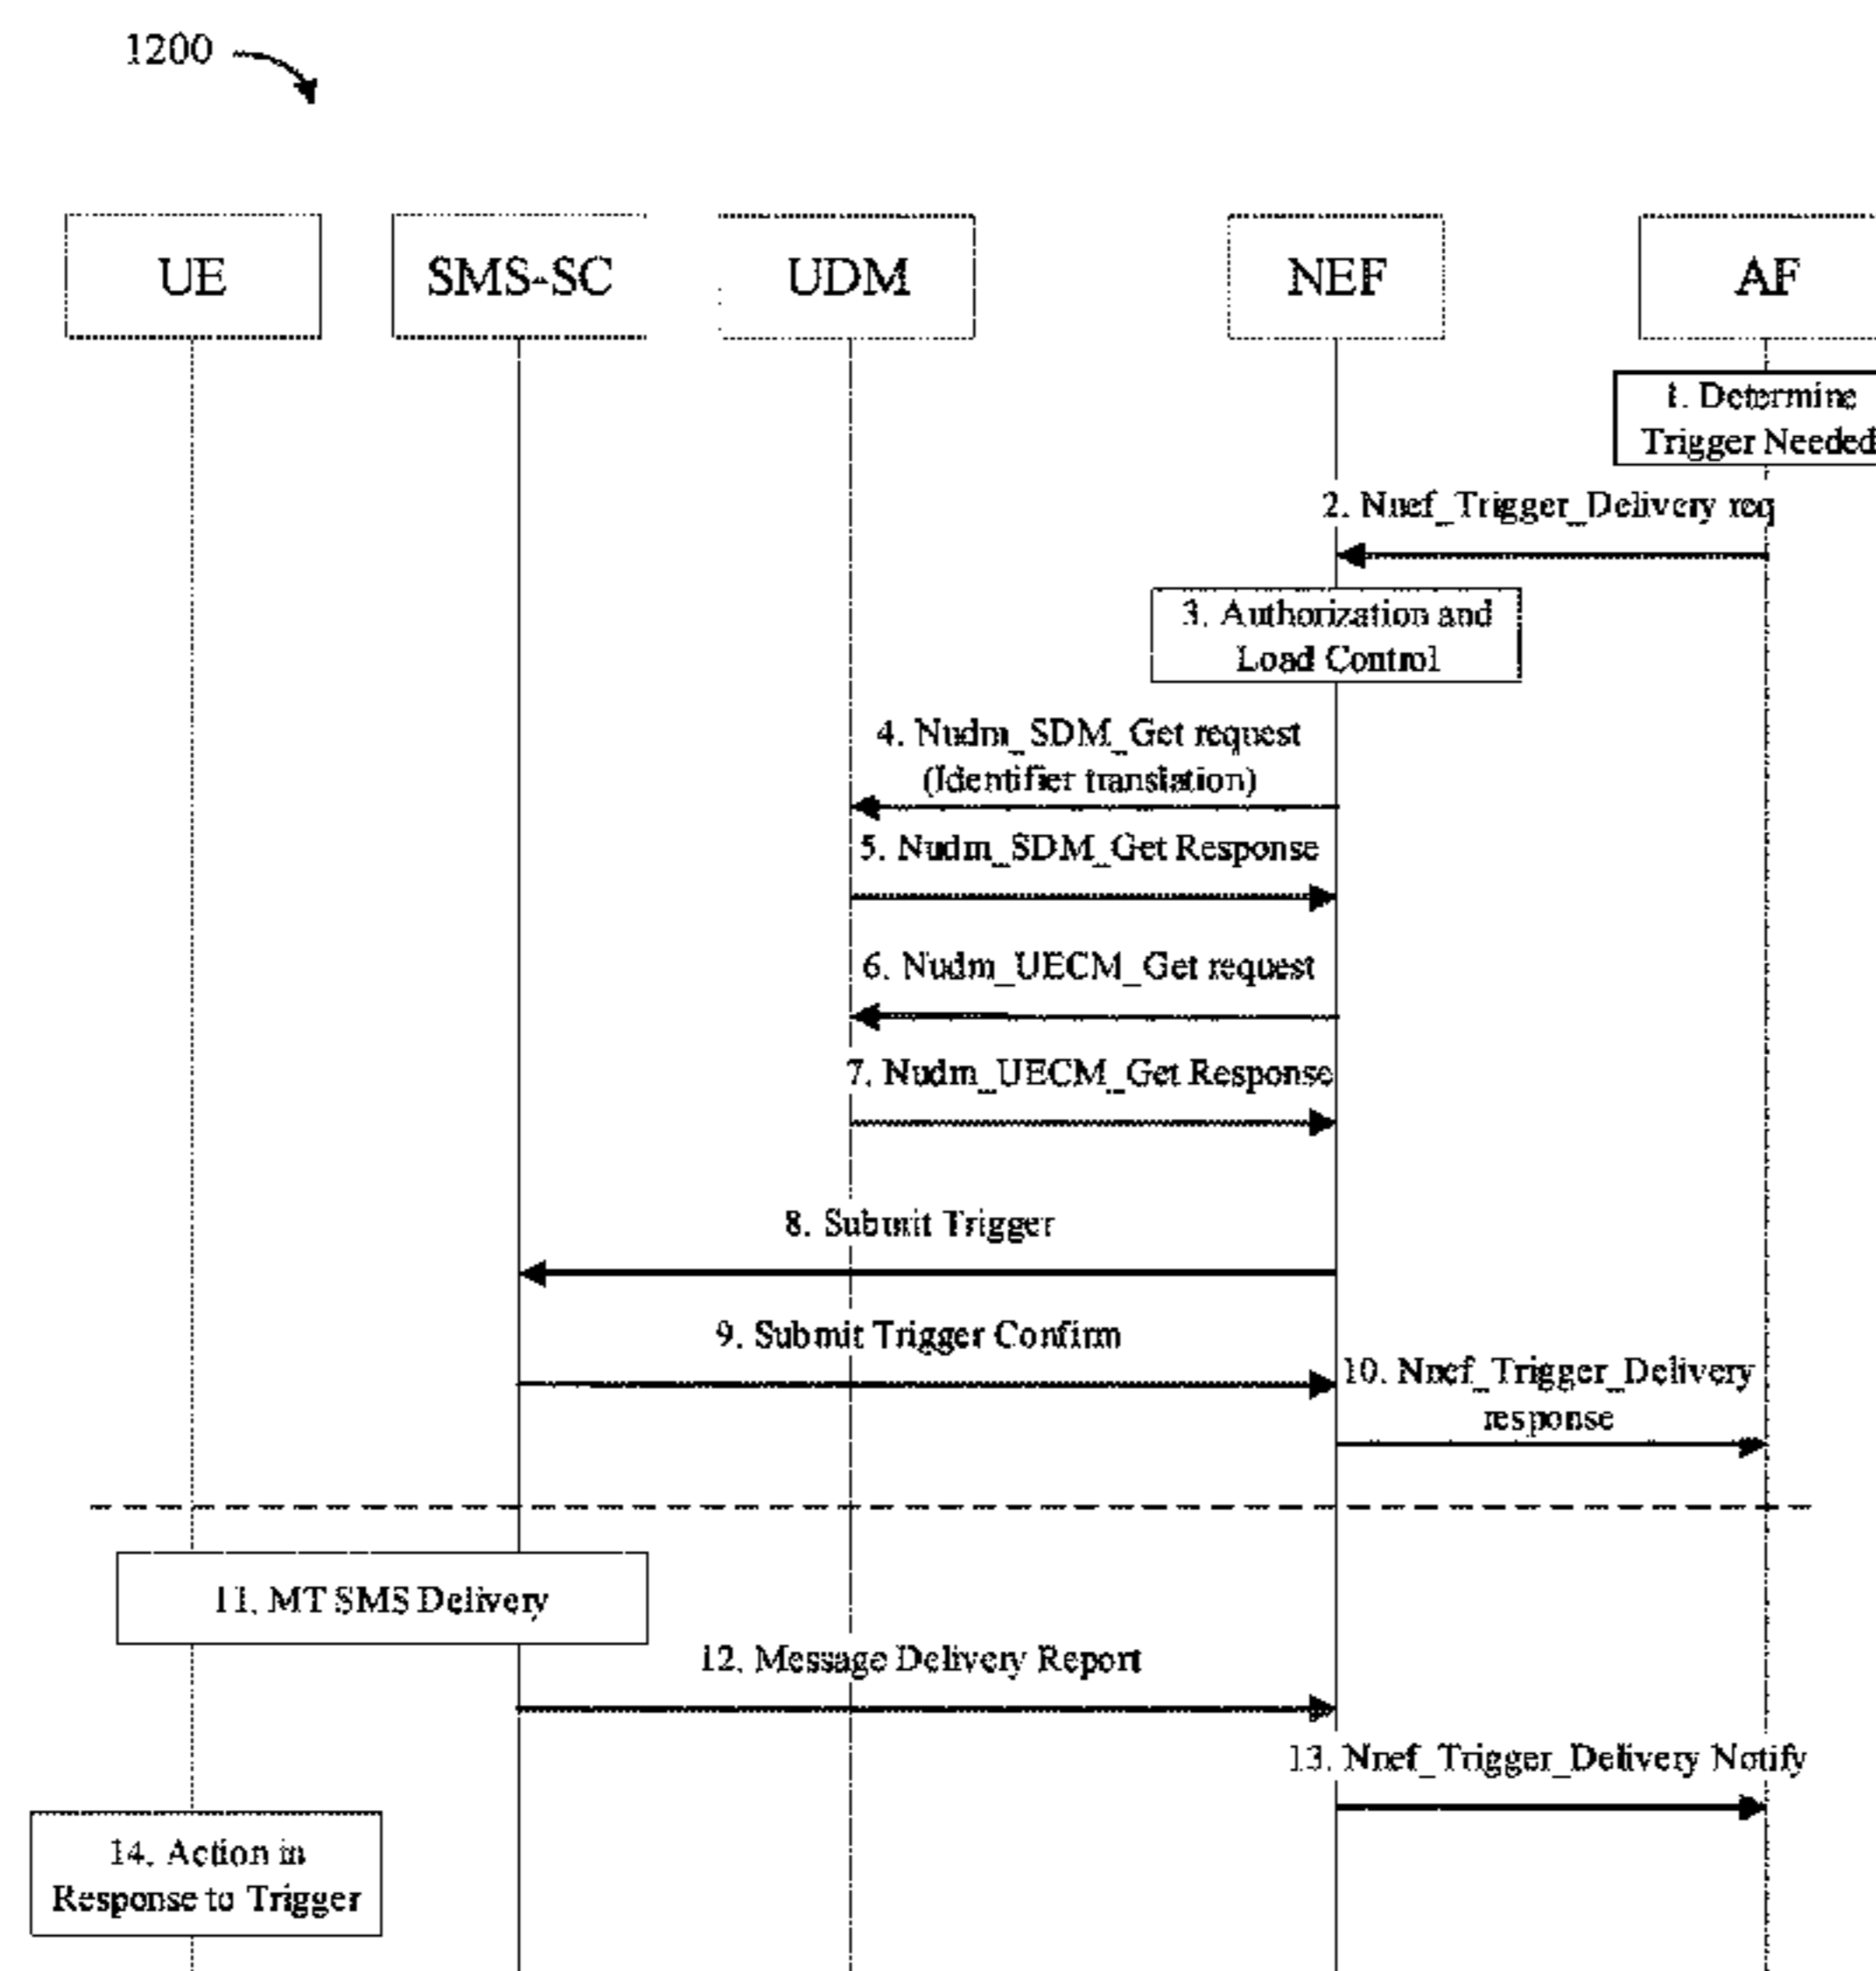 1200
UE
SMS-SC
UDM
NEF
AF
1. Determine
Trigger Needed
2. Nnef_Trigger_Delivery req
3. Authorization and
Load Control
4. Nudm_SDM_Get request
(Identifier translation)
5. Nudm_SDM_Get Response
6. Nudm_UECM_Get request
7. Nudm_UECM_Get Response
8. Submit Trigger
9. Submit Trigger Confirm
10. Nnef_Trigger_Delivery
response
11. MT SMS Delivery
12. Message Delivery Report
13. Nnef_Trigger_Delivery Notify
14. Action in
Response to Trigger